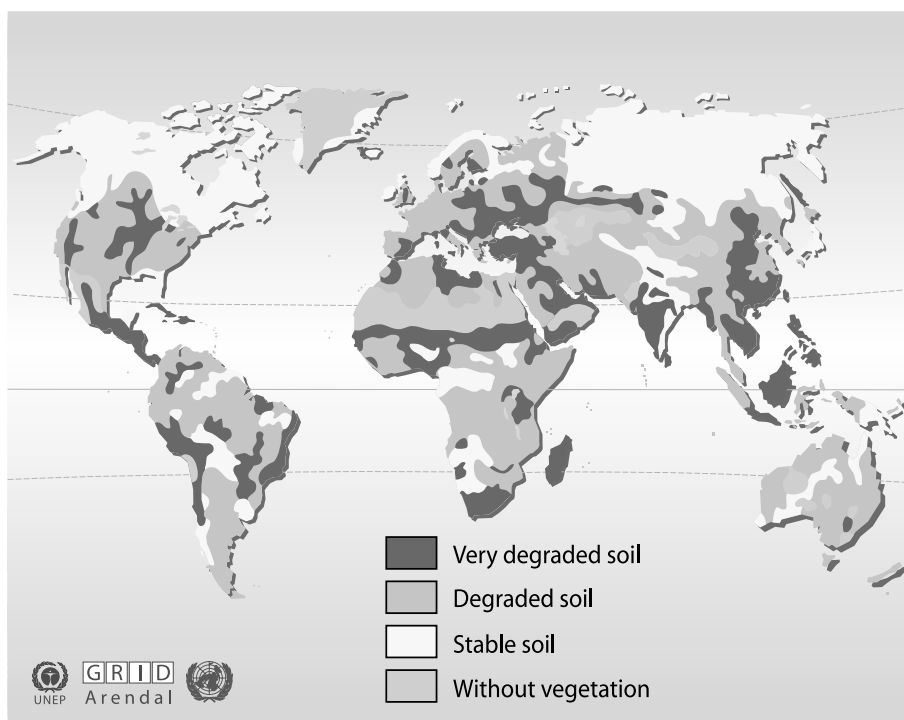 Very degraded soil
Degraded soil
Stable soil
Without vegetation
UNEP
GRID
Arendal